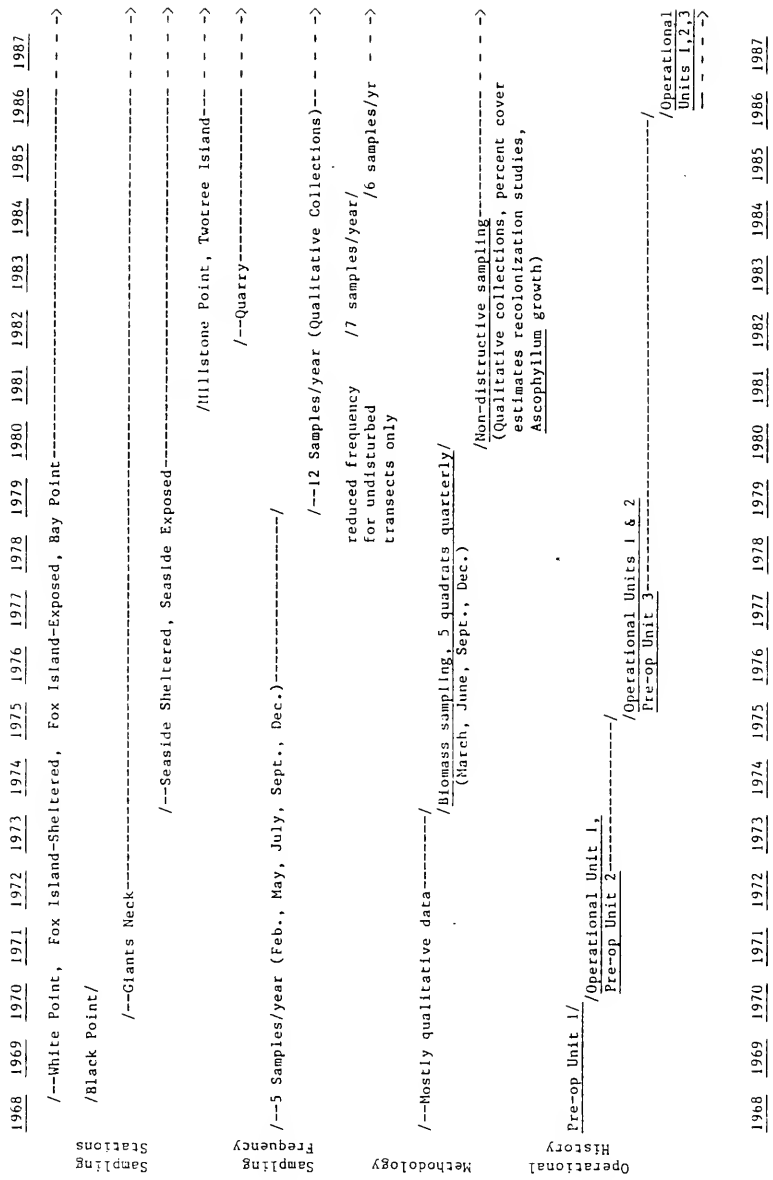 1968 1969 1970 1971 1972 1973 1974 1975 1976 1977 1978 1979 1980 1981 1982 1983 1984 1985 1986 1987
Sampling
Stations
/--White Point, Fox Island-Sheltered, Fox Island-Exposed, Bay Point--------------------------- - - - -->
/Black Point/
/--Giants Neck------------------------------------------------------------ - - - ->
/--Seaside Sheltered, Seaside Exposed------------------------------- - - - -->
/Millstone Point, Twotree Island--- - - - - ->
/--Quarry-------------------- - - - -->
Sampling
Frequency
/--5 Samples/year (Feb., May, July, Sept., Dec.)------------------/
/--12 Samples/year (Qualitative Collections)-- - - - - ->
reduced frequency /7 samples/year/
for undisturbed /6 samples/yr - - ->
transects only
Methodology
/--Mostly qualitative data--------/
/Biomass sampling, 5 quadrats quarterly/
(March, June, Sept., Dec.)
/Non-distructive sampling----------- - - - ->
(Qualitative collections, percent cover
estimates recolonization studies,
Ascophyllum growth)
Operational
History
Pre-op Unit 1/
/Operational Unit 1,
Pre-op Unit 2--------------/
/Operational Units 1 & 2
Pre-op Unit 3------------------------------------------------/
/Operational
Units 1,2,3
-- - - - -->
1968 1969 1970 1971 1972 1973 1974 1975 1976 1977 1978 1979 1980 1981 1982 1983 1984 1985 1986 1987